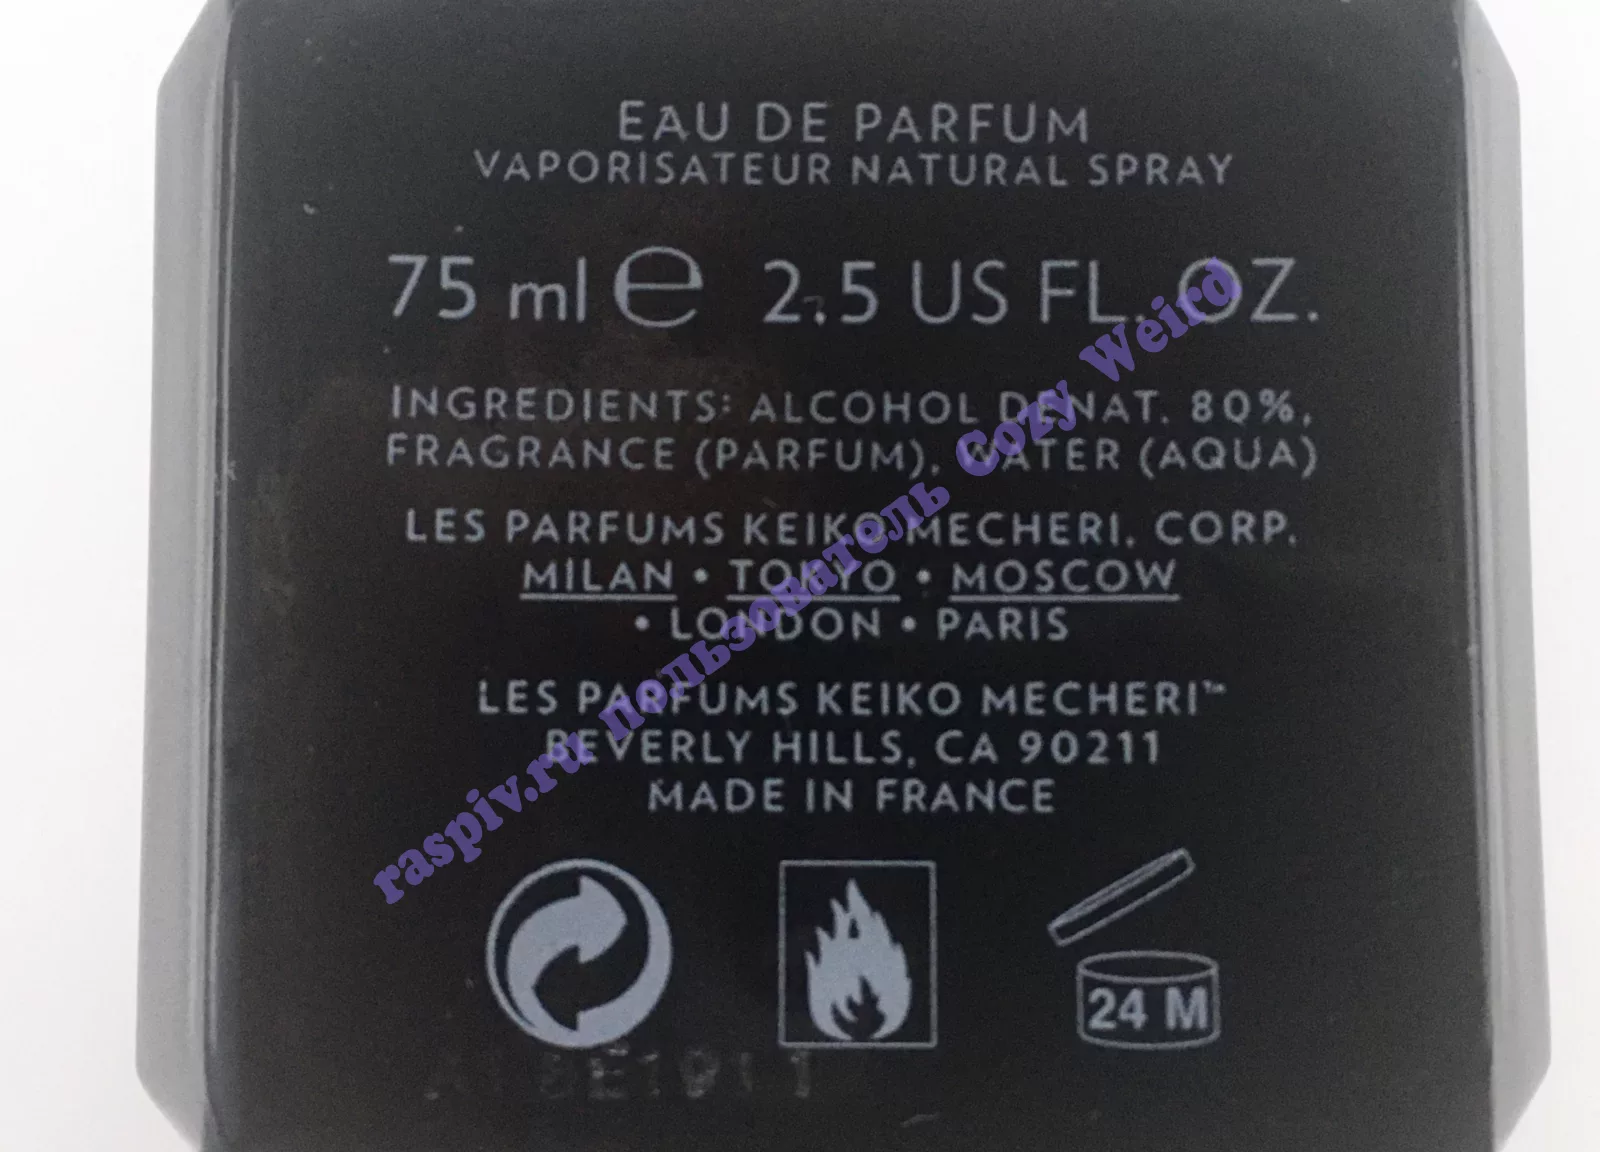 EAU DE PARFUM
VAPORISATEUR NATURAL SPRAY
75 ml e 2.5 US FL. OZ.
INGREDIENTS: ALCOHOL DENAT. 80%,
FRAGRANCE (PARFUM), WATER (AQUA)
LES PARFUMS KEIKO MECHERI, CORP.
MILAN • TOKYO • MOSCOW
• LONDON • PARIS
LES PARFUMS KEIKO MECHERI™
BEVERLY HILLS, CA 90211
MADE IN FRANCE
24 M
raspiv.ru пользователь Cozy Weird